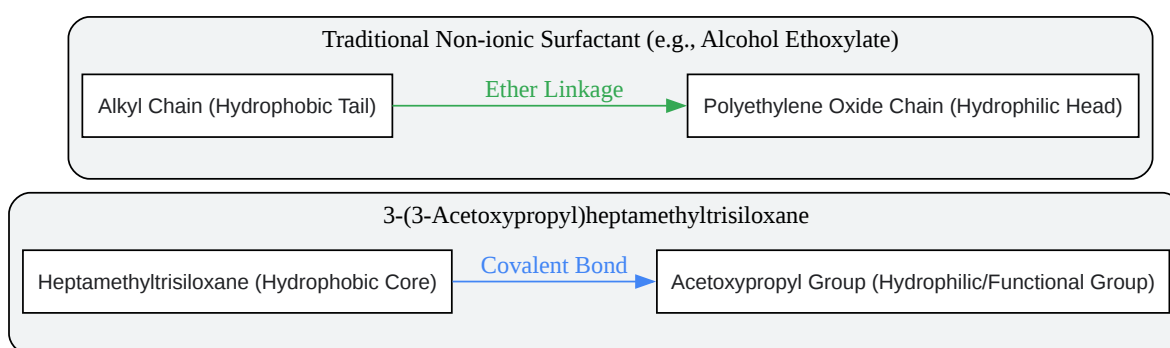 Traditional Non-ionic Surfactant (e.g., Alcohol Ethoxylate)
Alkyl Chain (Hydrophobic Tail)
Ether Linkage
Polyethylene Oxide Chain (Hydrophilic Head)
3-(3-Acetoxypropyl)heptamethyltrisiloxane
Heptamethyltrisiloxane (Hydrophobic Core)
Covalent Bond
Acetoxypropyl Group (Hydrophilic/Functional Group)